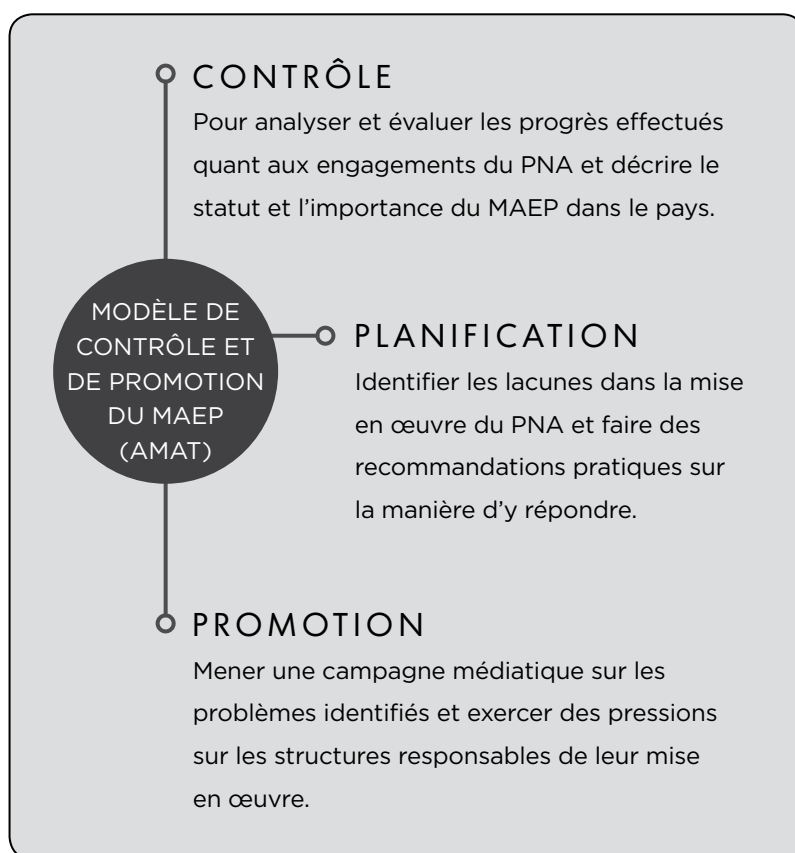 CONTRÔLE
Pour analyser et évaluer les progrès effectués
quant aux engagements du PNA et décrire le
statut et l’importance du MAEP dans le pays.
MODÈLE DE
CONTRÔLE ET
DE PROMOTION
DU MAEP
(AMAT)
PLANIFICATION
Identifier les lacunes dans la mise
en œuvre du PNA et faire des
recommandations pratiques sur
la manière d’y répondre.
PROMOTION
Mener une campagne médiatique sur les
problèmes identifiés et exercer des pressions
sur les structures responsables de leur mise
en œuvre.